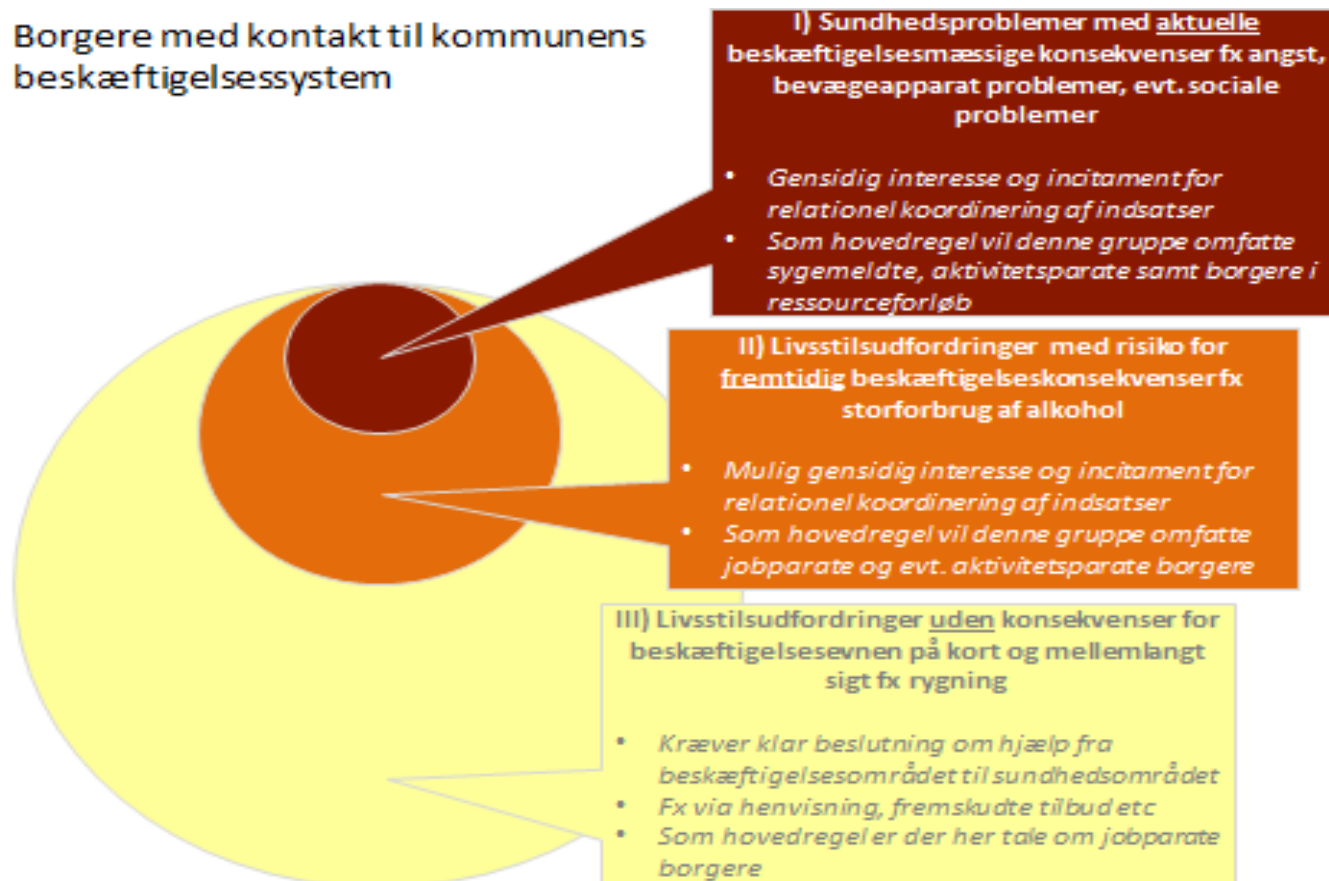 Borgere med kontakt til kommunens
beskæftigelsessystem
I) Sundhedsproblemer med aktuelle
beskæftigelsesmæssige konsekvenser fx angst,
bevægeapparat problemer, evt. sociale
problemer
• Gensidig interesse og incitament for
relationel koordinering af indsatser
• Som hovedregel vil denne gruppe omfatte
sygemeldte, aktivitetsparate samt borgere i
ressourceforløb
II) Livsstilsudfordringer med risiko for
fremtidig beskæftigelseskonsekvenser fx
storforbrug af alkohol
• Mulig gensidig interesse og incitament for
relationel koordinering af indsatser
• Som hovedregel vil denne gruppe omfatte
jobparate og evt. aktivitetsparate borgere
III) Livsstilsudfordringer uden konsekvenser for
beskæftigelsesevnen på kort og mellemlangt
sigt fx rygning
• Kræver klar beslutning om hjælp fra
beskæftigelsesområdet til sundhedsområdet
• Fx via henvisning, fremskudte tilbud etc
• Som hovedregel er der her tale om jobparate
borgere